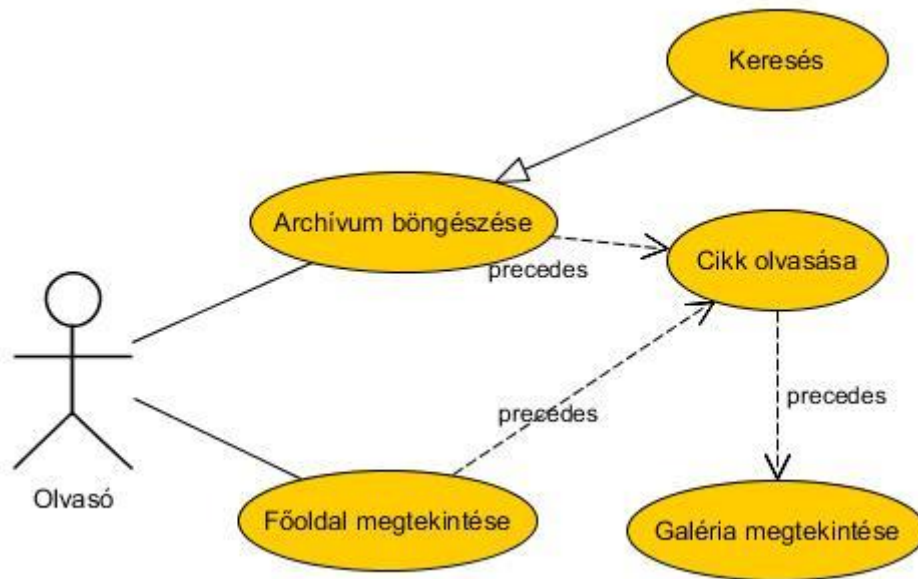 Keresés
Archívum böngészése
precedes
Cikk olvasása
precedes
precedes
Olvasó
Főoldal megtekintése
Galéria megtekintése